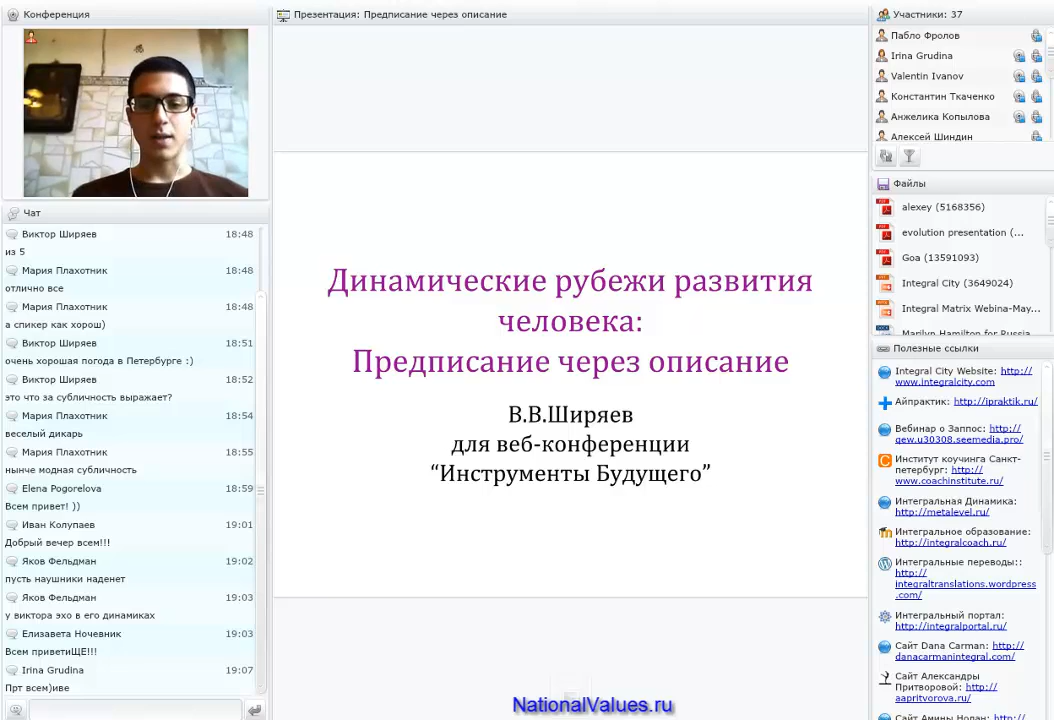 Конференция
Чат
Виктор Ширяев 18:48
из 5
Мария Плахотник 18:48
отлично все
Мария Плахотник 18:48
а спикер как хорош)
Виктор Ширяев 18:51
очень хорошая погода в Петербурге :)
Виктор Ширяев 18:52
это что за субличность выражает?
Мария Плахотник 18:54
веселый дикарь
Мария Плахотник 18:55
нынче модная субличность
Elena Pogorelova 18:59
Всем привет! ))
Иван Колупаев 19:01
Добрый вечер всем!!!
Яков Фельдман 19:02
пусть наушники наденет
Яков Фельдман 19:03
у виктора эхо в его динамиках
Елизавета Ночевник 19:03
Всем приветиЩЕ!!!
Irina Grudina 19:07
Прт всем)иве
Презентация: Предписание через описание
Динамические рубежи развития
человека:
Предписание через описание
В.В.Ширяев
для веб-конференции
“Инструменты Будущего”
NationalValues.ru
Участники: 37
Пабло Фролов
Irina Grudina
Valentin Ivanov
Константин Ткаченко
Анжелика Копылова
Алексей Шиндин
Файлы
alexey (5168356)
evolution presentation (...
Goa (13591093)
Integral City (3649024)
Integral Matrix Webina-May...
Marilyn Hamilton for Russia
Полезные ссылки
Integral City Website: http://
www.integralcity.com
Айпрактик: http://ipraktik.ru/
Вебинар о Заппос: http://
qew.u30308.seemedia.pro/
Институт коучинга Санкт-
петербург: http://
www.coachinstitute.ru/
Интегральная Динамика:
http://metalevel.ru/
Интегральное образование:
http://integralcoach.ru/
Интегральные переводы::
http://
integraltranslations.wordpress
.com/
Интегральный портал:
http://integralportal.ru/
Сайт Dana Carman: http://
danacarmanintegral.com/
Сайт Александры
Притворовой: http://
aapritvorova.ru/
Сайт Амины Нолан: http://